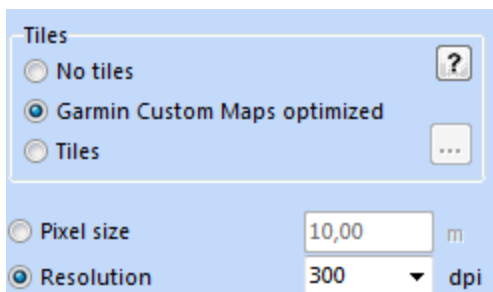 Tiles
?
No tiles
Garmin Custom Maps optimized
Tiles
...
Pixel size 10,00 m
Resolution 300 dpi